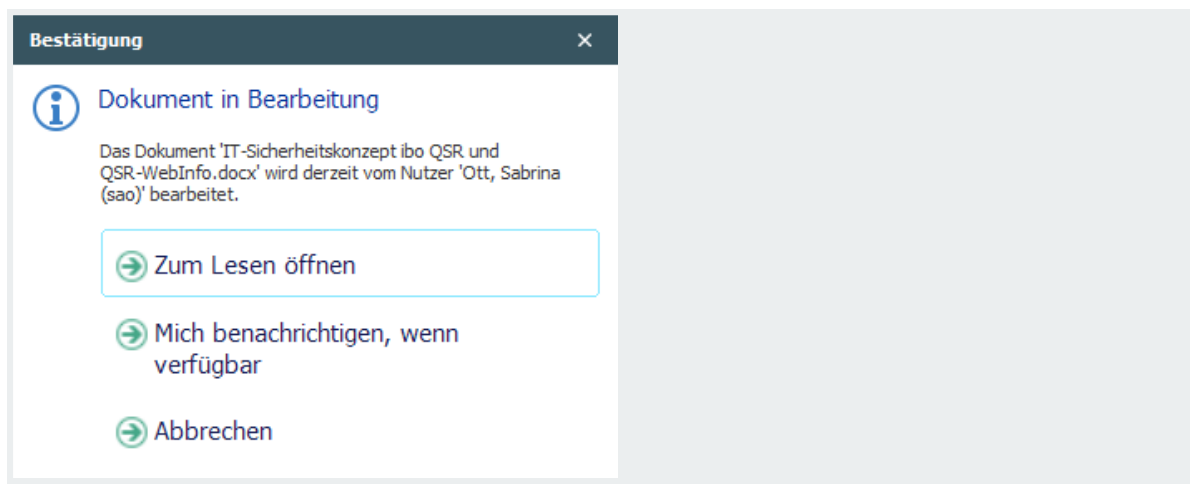 Bestätigung
Dokument in Bearbeitung
Das Dokument 'IT-Sicherheitskonzept ibo QSR und
QSR-WebInfo.docx' wird derzeit vom Nutzer 'Ott, Sabrina
(sao)' bearbeitet.
Zum Lesen öffnen
Mich benachrichtigen, wenn
verfügbar
Abbrechen